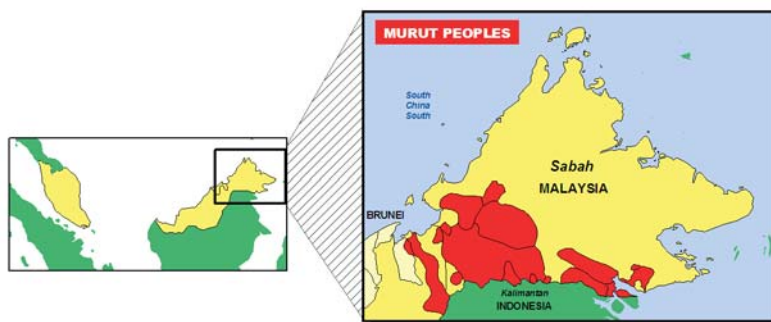 MURUT PEOPLES
South
China
South
Sabah
MALAYSIA
BRUNEI
Kalimantan
INDONESIA